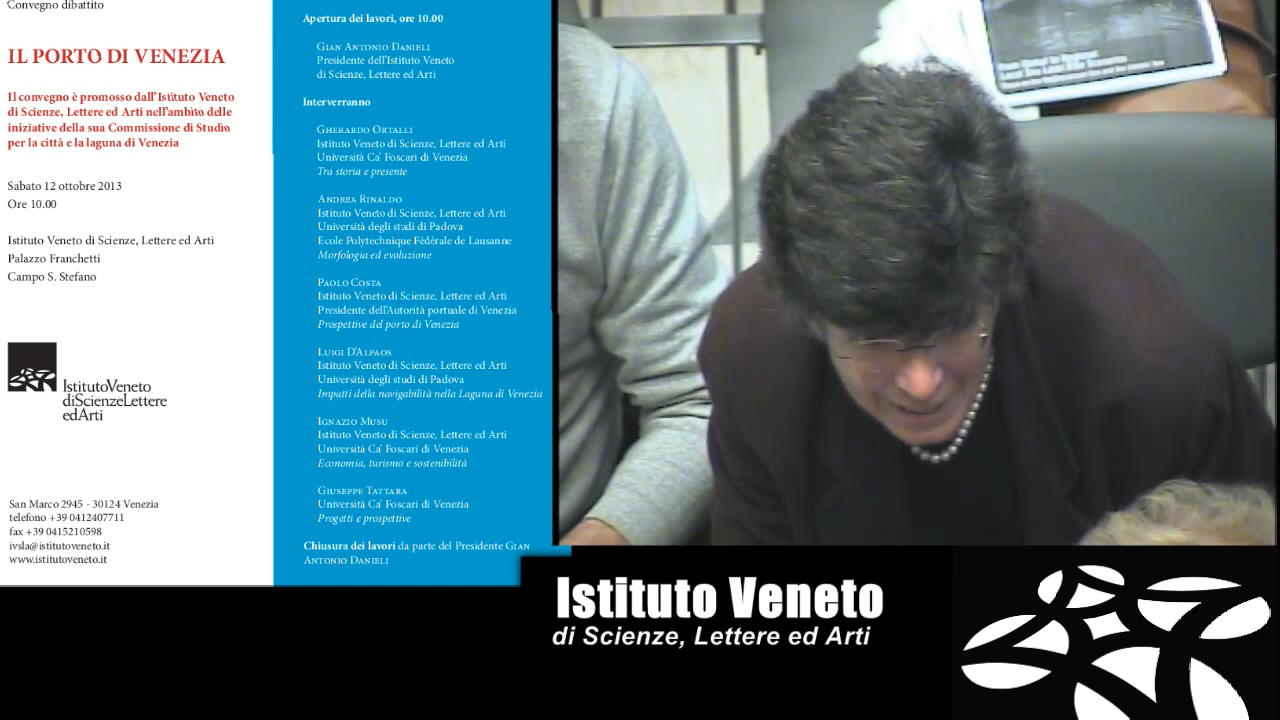 Convegno dibattito
IL PORTO DI VENEZIA
Il convegno è promosso dall'Istituto Veneto
di Scienze, Lettere ed Arti nell'ambito delle
iniziative della sua Commissione di Studio
per la città e la laguna di Venezia
Sabato 12 ottobre 2013
Ore 10.00
Istituto Veneto di Scienze, Lettere ed Arti
Palazzo Franchetti
Campo S. Stefano
IstitutoVeneto
diScienzeLettere
edArti
San Marco 2945 - 30124 Venezia
telefono +39 0412407711
fax +39 0415210598
ivsla@istitutoveneto.it
www.istitutoveneto.it
Apertura dei lavori, ore 10.00
Gian Antonio Danieli
Presidente dell'Istituto Veneto
di Scienze, Lettere ed Arti
Interverranno
Gherardo Ortalli
Istituto Veneto di Scienze, Lettere ed Arti
Università Ca' Foscari di Venezia
Tra storia e presente
Andrea Rinaldo
Istituto Veneto di Scienze, Lettere ed Arti
Università degli studi di Padova
Ecole Polytechnique Fédérale de Lausanne
Morfologia ed evoluzione
Paolo Costa
Istituto Veneto di Scienze, Lettere ed Arti
Presidente dell'Autorità portuale di Venezia
Prospettive del porto di Venezia
Luigi D'Alpaos
Istituto Veneto di Scienze, Lettere ed Arti
Università degli studi di Padova
Impatti della navigabilità nella Laguna di Venezia
Ignazio Musu
Istituto Veneto di Scienze, Lettere ed Arti
Università Ca' Foscari di Venezia
Economia, turismo e sostenibilità
Giuseppe Tattara
Università Ca' Foscari di Venezia
Progetti e prospettive
Chiusura dei lavori da parte del Presidente Gian
Antonio Danieli
Istituto Veneto
di Scienze, Lettere ed Arti